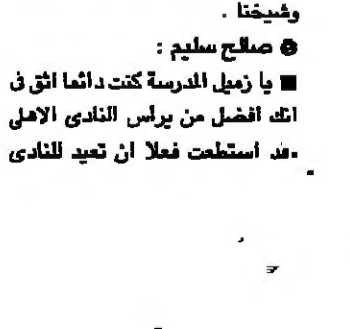 وشيخنا .
● صالح سليم :
■ يا زميل المدرسة كنت دائما اثق فى
انك افضل من يرأس النادى الاهلى
.قد استطعت فعلا ان تعيد للنادى